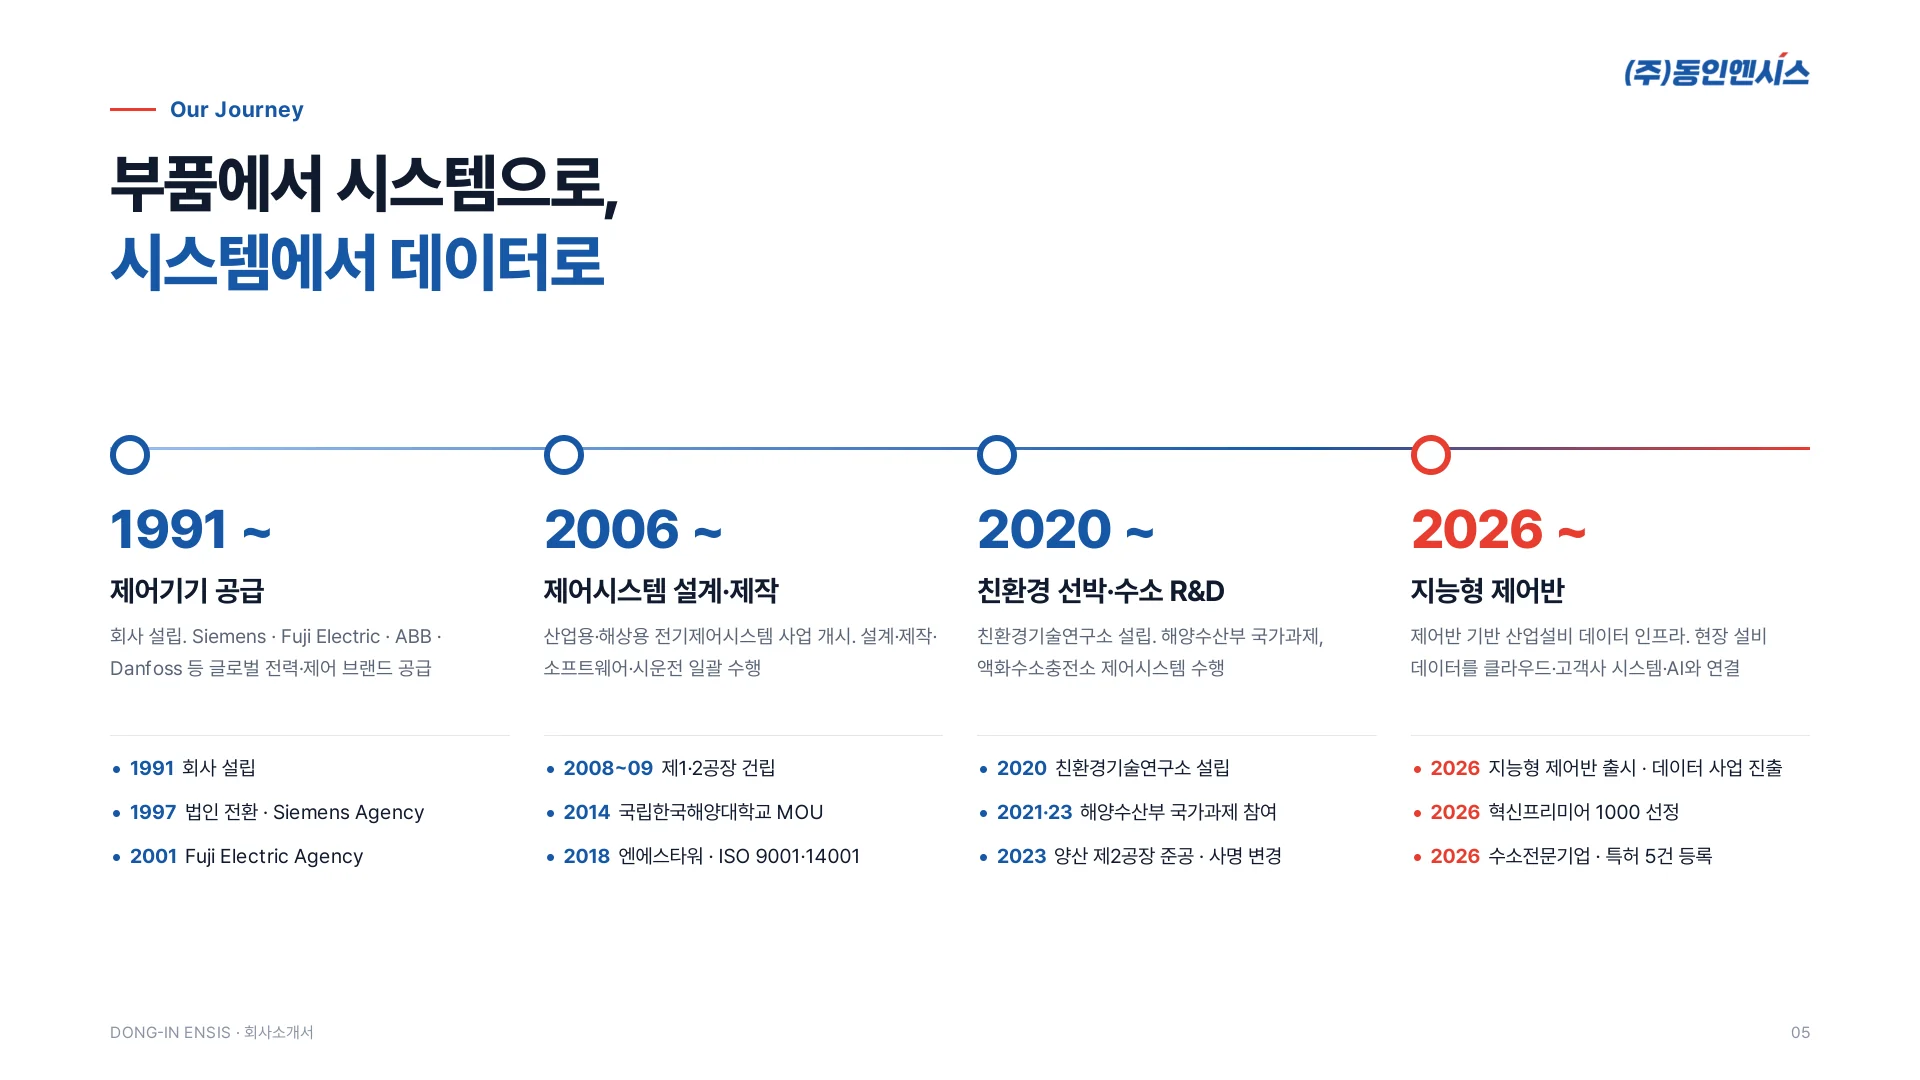 (주)동인엔시스
Our Journey
부품에서 시스템으로,
시스템에서 데이터로
1991 ~
제어기기 공급
회사 설립. Siemens · Fuji Electric · ABB ·
Danfoss 등 글로벌 전력·제어 브랜드 공급
• 1991 회사 설립
• 1997 법인 전환 · Siemens Agency
• 2001 Fuji Electric Agency
2006 ~
제어시스템 설계·제작
산업용·해상용 전기제어시스템 사업 개시. 설계·제작·
소프트웨어·시운전 일괄 수행
• 2008~09 제1·2공장 건립
• 2014 국립한국해양대학교 MOU
• 2018 엔에스타워 · ISO 9001·14001
2020 ~
친환경 선박·수소 R&D
친환경기술연구소 설립. 해양수산부 국가과제,
액화수소충전소 제어시스템 수행
• 2020 친환경기술연구소 설립
• 2021·23 해양수산부 국가과제 참여
• 2023 양산 제2공장 준공 · 사명 변경
2026 ~
지능형 제어반
제어반 기반 산업설비 데이터 인프라. 현장 설비
데이터를 클라우드·고객사 시스템·AI와 연결
• 2026 지능형 제어반 출시 · 데이터 사업 진출
• 2026 혁신프리미어 1000 선정
• 2026 수소전문기업 · 특허 5건 등록
DONG-IN ENSIS · 회사소개서
05